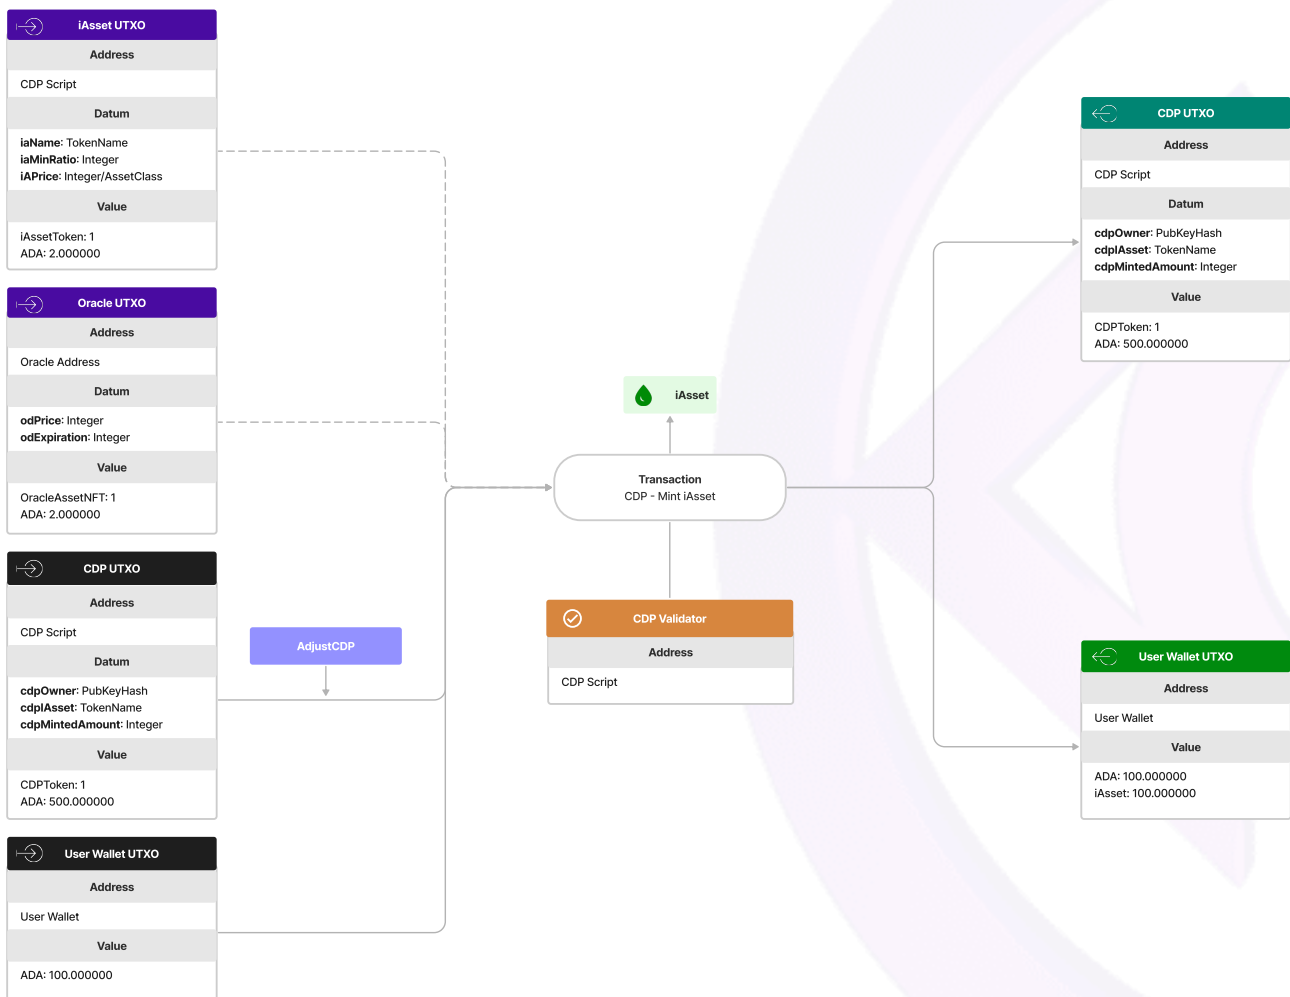 iAsset UTXO
Address
CDP Script
Datum
iaName: TokenName
iaMinRatio: Integer
iAPrice: Integer/AssetClass
Value
iAssetToken: 1
ADA: 2.000000
Oracle UTXO
Address
Oracle Address
Datum
odPrice: Integer
odExpiration: Integer
Value
OracleAssetNFT: 1
ADA: 2.000000
CDP UTXO
Address
CDP Script
Datum
cdpOwner: PubKeyHash
cdpIAsset: TokenName
cdpMintedAmount: Integer
Value
CDPToken: 1
ADA: 500.000000
User Wallet UTXO
Address
User Wallet
Value
ADA: 100.000000
AdjustCDP
iAsset
Transaction
CDP - Mint iAsset
CDP Validator
Address
CDP Script
CDP UTXO
Address
CDP Script
Datum
cdpOwner: PubKeyHash
cdpIAsset: TokenName
cdpMintedAmount: Integer
Value
CDPToken: 1
ADA: 500.000000
User Wallet UTXO
Address
User Wallet
Value
ADA: 100.000000
iAsset: 100.000000